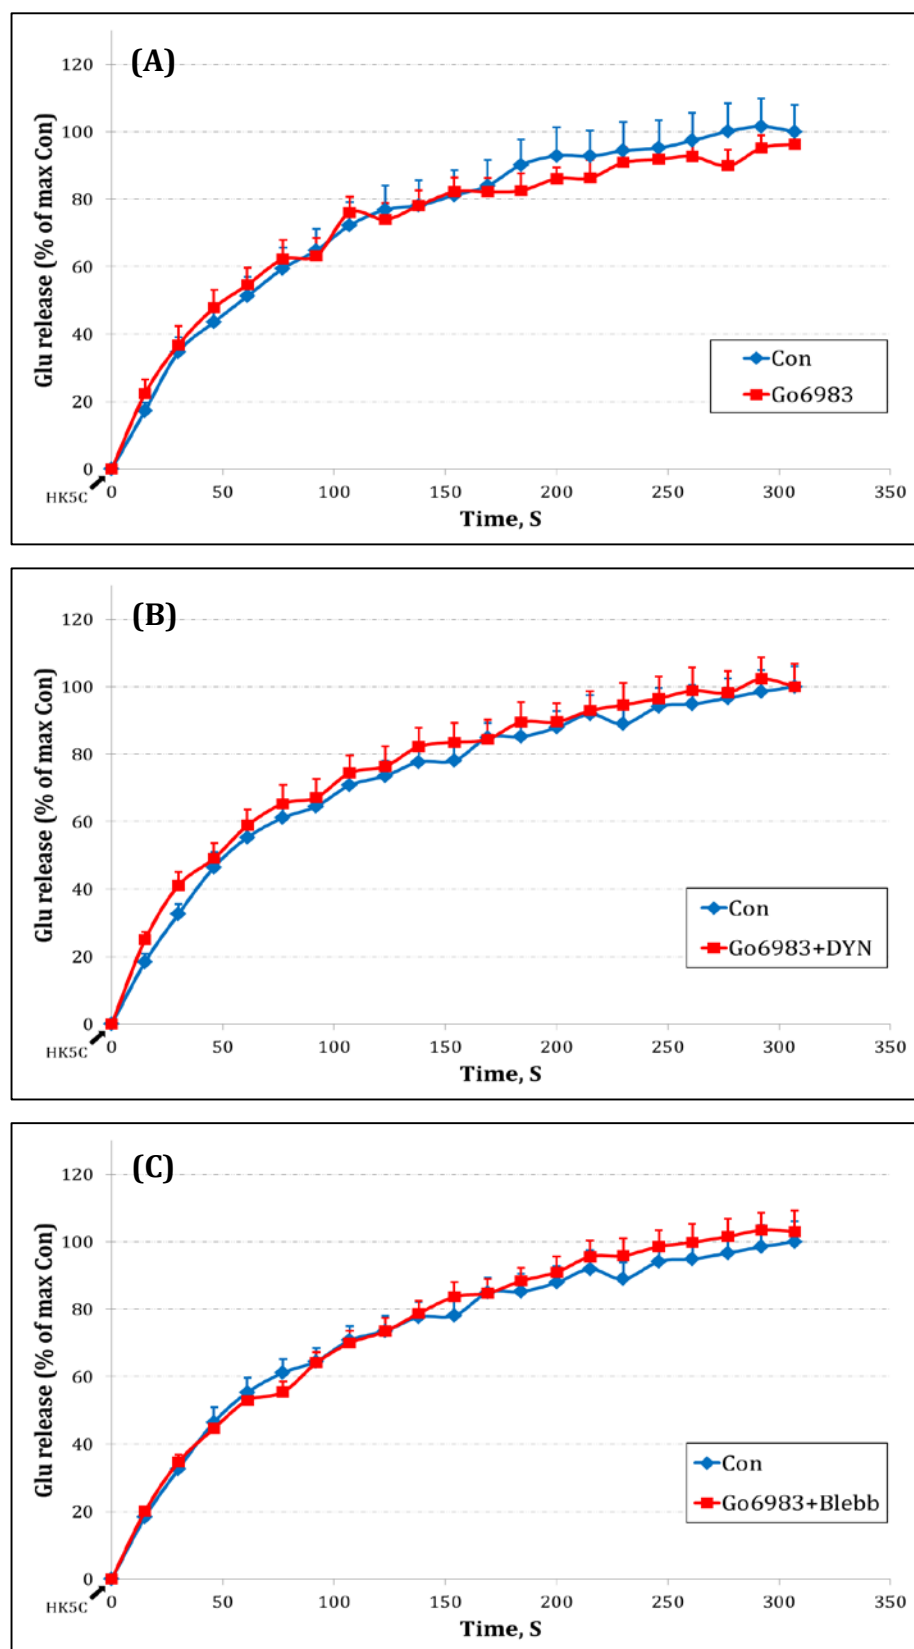 (A)
Glu release (% of max Con)
120
100
80
60
40
20
0
Con
Go6983
HK5C
0 50 100 150 200 250 300 350
Time, S
(B)
Glu release (% of max Con)
120
100
80
60
40
20
0
Con
Go6983+DYN
HK5C
0 50 100 150 200 250 300 350
Time, S
(C)
Glu release (% of max Con)
120
100
80
60
40
20
0
Con
Go6983+Blebb
HK5C
0 50 100 150 200 250 300 350
Time, S